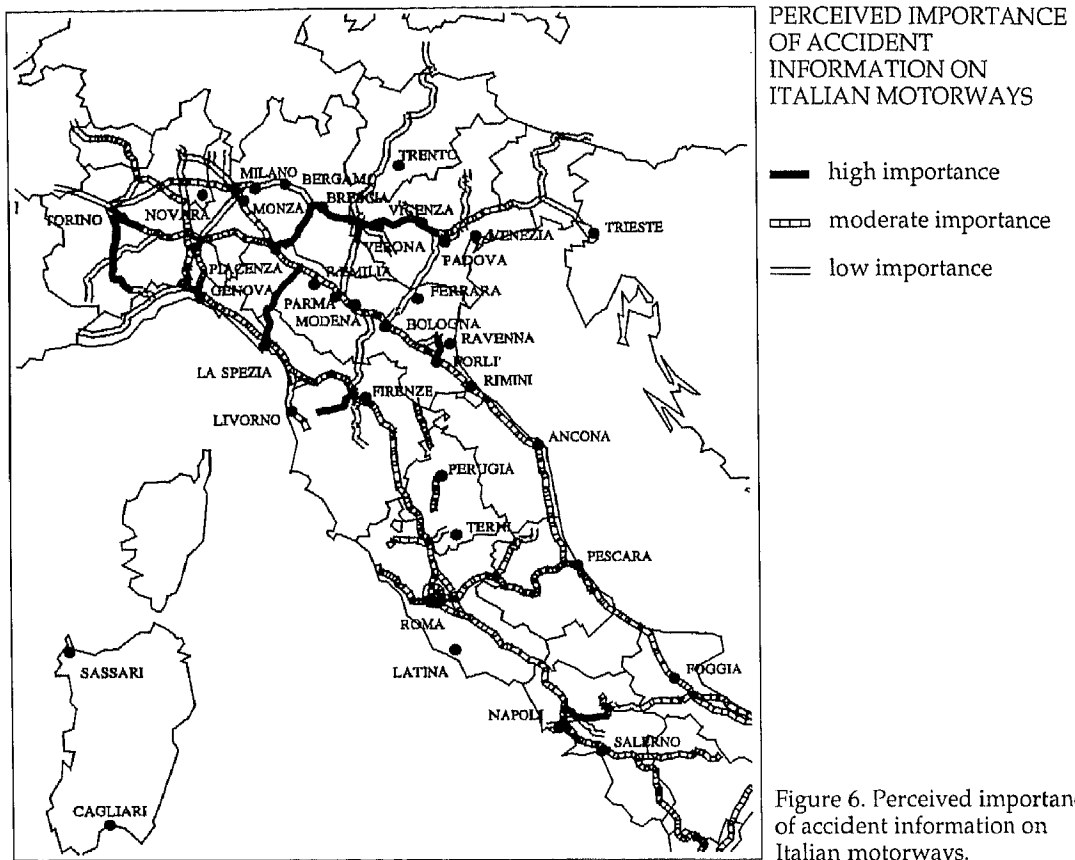 PERCEIVED IMPORTANCE
OF ACCIDENT
INFORMATION ON
ITALIAN MOTORWAYS
high importance
moderate importance
low importance
TRENTO
MILANO
BERGAMO
BRESCIA
VICENZA
NOVARA
MONZA
TORINO
TRIESTE
VENEZIA
VERONA
PADOVA
PIACENZA
R.EMILIA
GENOVA
FERRARA
PARMA
MODENA
BOLOGNA
RAVENNA
FORLI'
LA SPEZIA
RIMINI
FIRENZE
LIVORNO
ANCONA
PERUGIA
TERNI
PESCARA
ROMA
LATINA
SASSARI
FOGGIA
NAPOLI
SALERNO
CAGLIARI
Figure 6. Perceived importan
of accident information on
Italian motorways.